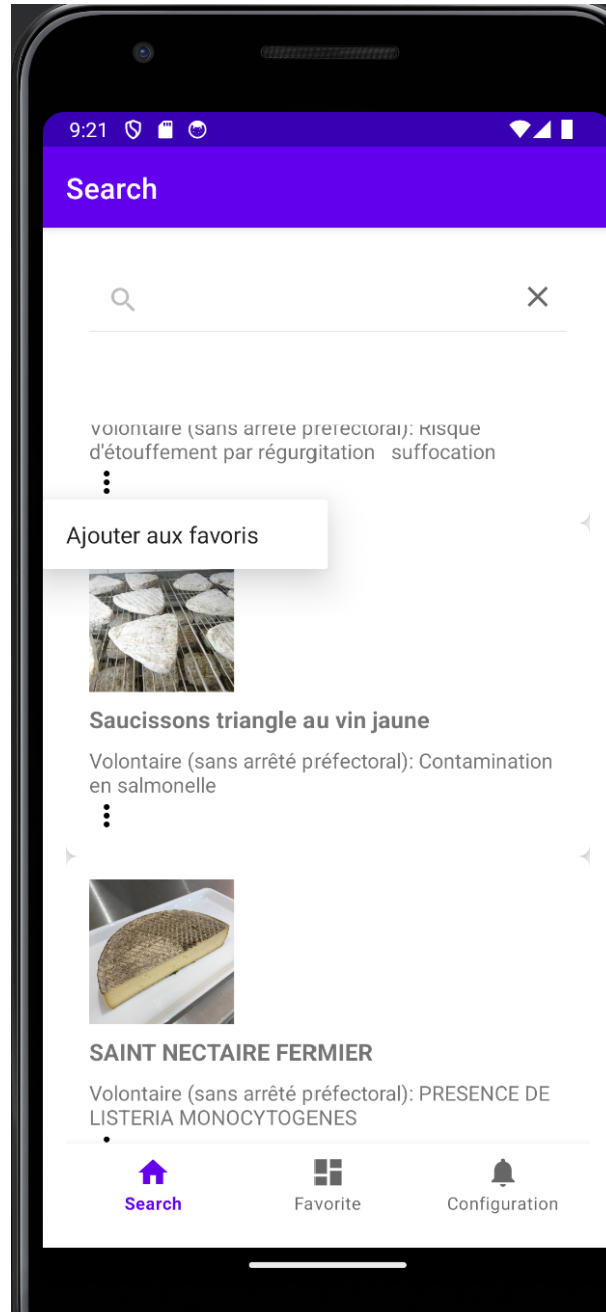 9:21
Search
Volontaire (sans arrêté préfectoral): Risque
d'étouffement par régurgitation   suffocation
Ajouter aux favoris
Saucissons triangle au vin jaune
Volontaire (sans arrêté préfectoral): Contamination
en salmonelle
SAINT NECTAIRE FERMIER
Volontaire (sans arrêté préfectoral): PRESENCE DE
LISTERIA MONOCYTOGENES
Search
Favorite
Configuration